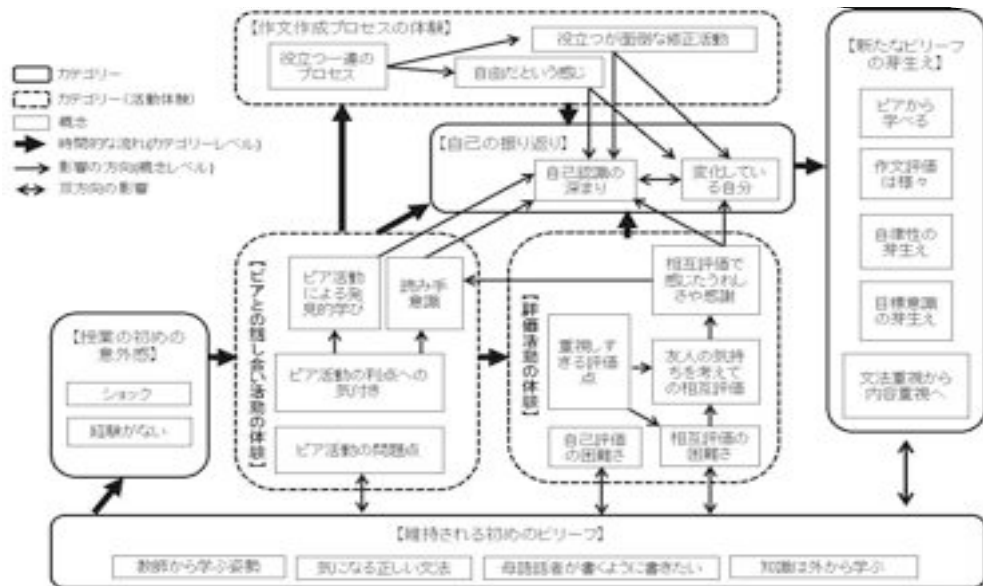 【作文作成プロセスの体験】
役立つ一連の
プロセス
役立つが面倒な修正活動
自由だという感じ
カテゴリー
カテゴリー(活動体験)
概念
時間的な流れ(カテゴリーレベル)
影響の方向(概念レベル)
双方向の影響
【自己の振り返り】
自己認識の
深まり
変化してい
る自分
【新たなビリーフ
の芽生え】
ピアから
学べる
作文評価
は様々
自律性の
芽生え
目標意識
の芽生え
文法重視から
内容重視へ
【授業の初めの
意外感】
ショック
経験がない
【ピアとの話し合い活動の体験】
ピア活動
による発
見的学び
読み手
意識
ピア活動の利点への
気付き
ピア活動の問題点
【評価活動の体験】
相互評価で
感じたうれし
さや感謝
重視しす
ぎる評価
点
友人の気持
ちを考えて
の相互評価
自己評価
の困難さ
相互評価の
困難さ
【維持される初めのビリーフ】
教師から学ぶ姿勢
気になる正しい文法
母語話者が書くように書きたい
知識は外から学ぶ